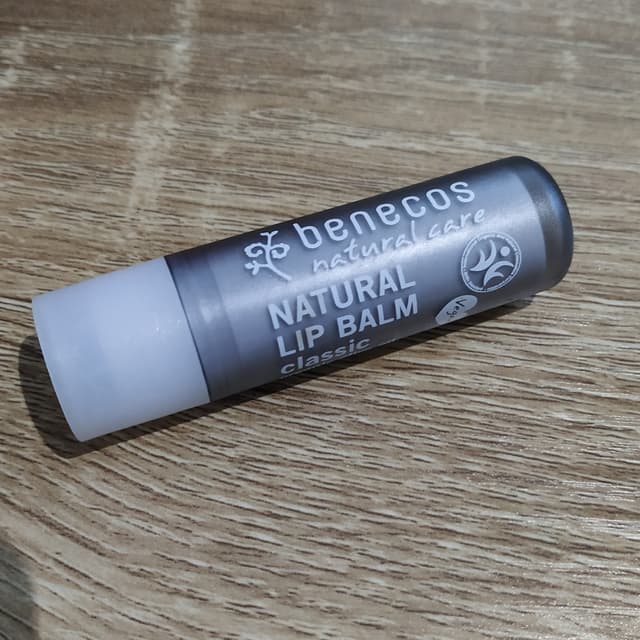 benecos
natural care
NATURAL
LIP BALM
classic